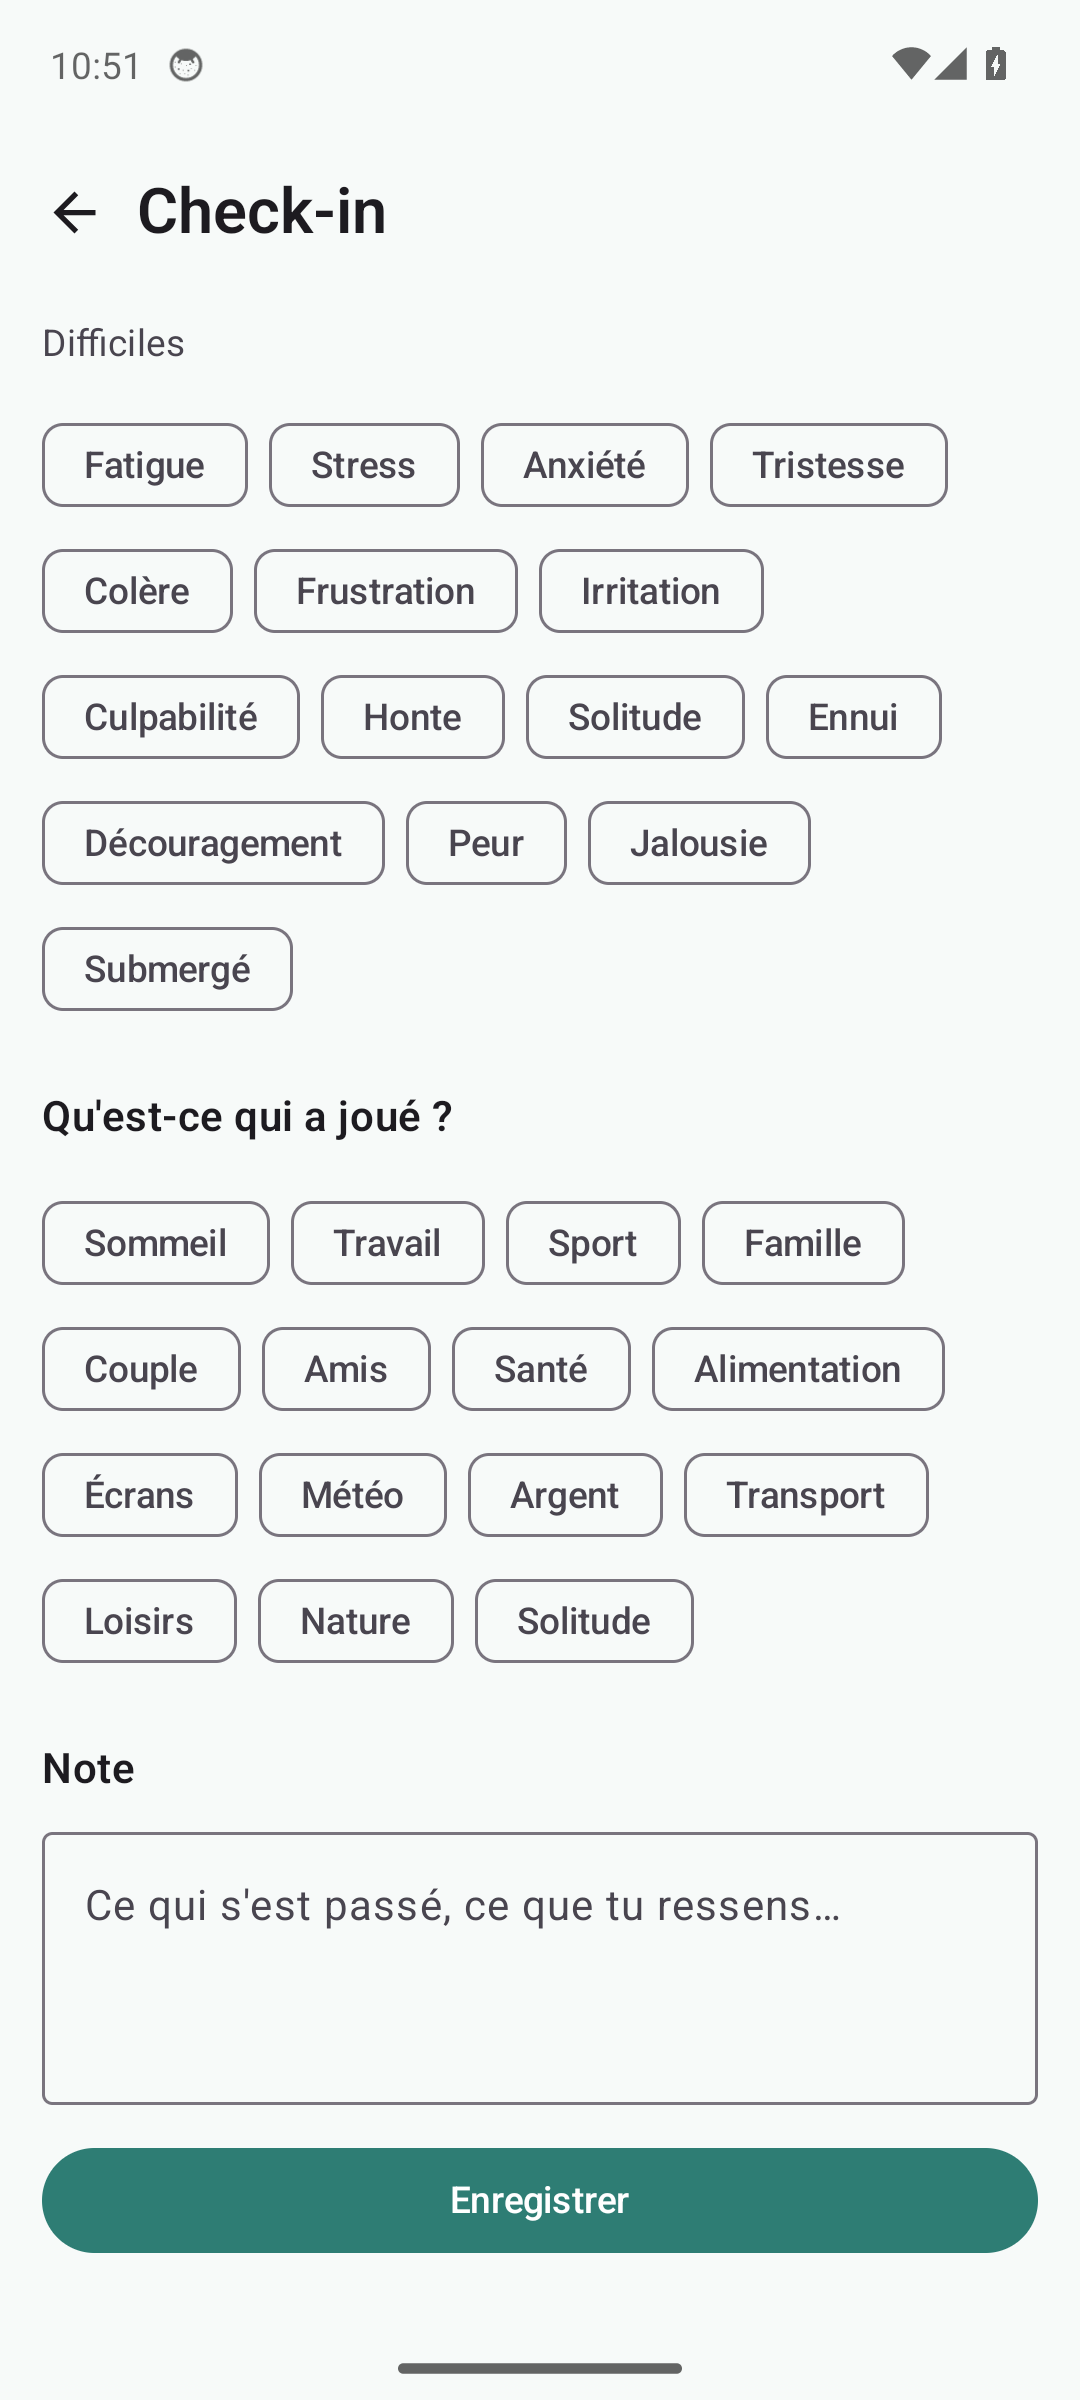 10:51
Check-in
Difficiles
Fatigue Stress Anxiété Tristesse
Colère Frustration Irritation
Culpabilité Honte Solitude Ennui
Découragement Peur Jalousie
Submergé
Qu'est-ce qui a joué ?
Sommeil Travail Sport Famille
Couple Amis Santé Alimentation
Écrans Météo Argent Transport
Loisirs Nature Solitude
Note
Ce qui s'est passé, ce que tu ressens…
Enregistrer